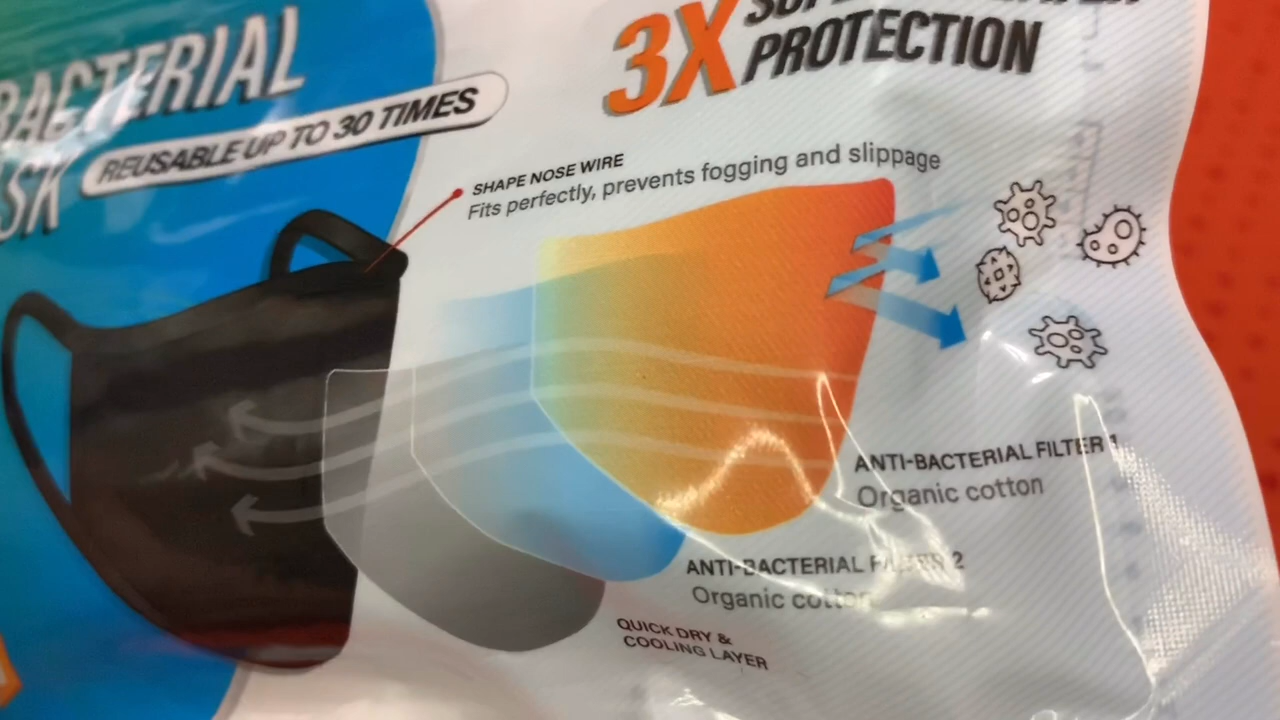 BACTERIAL
REUSABLE UP TO 30 TIMES
3X
PROTECTION
SHAPE NOSE WIRE
Fits perfectly, prevents fogging and slippage
ANTI-BACTERIAL FILTER 1
Organic cotton
ANTI-BACTERIAL FILTER 2
Organic cotton
QUICK DRY &
COOLING LAYER